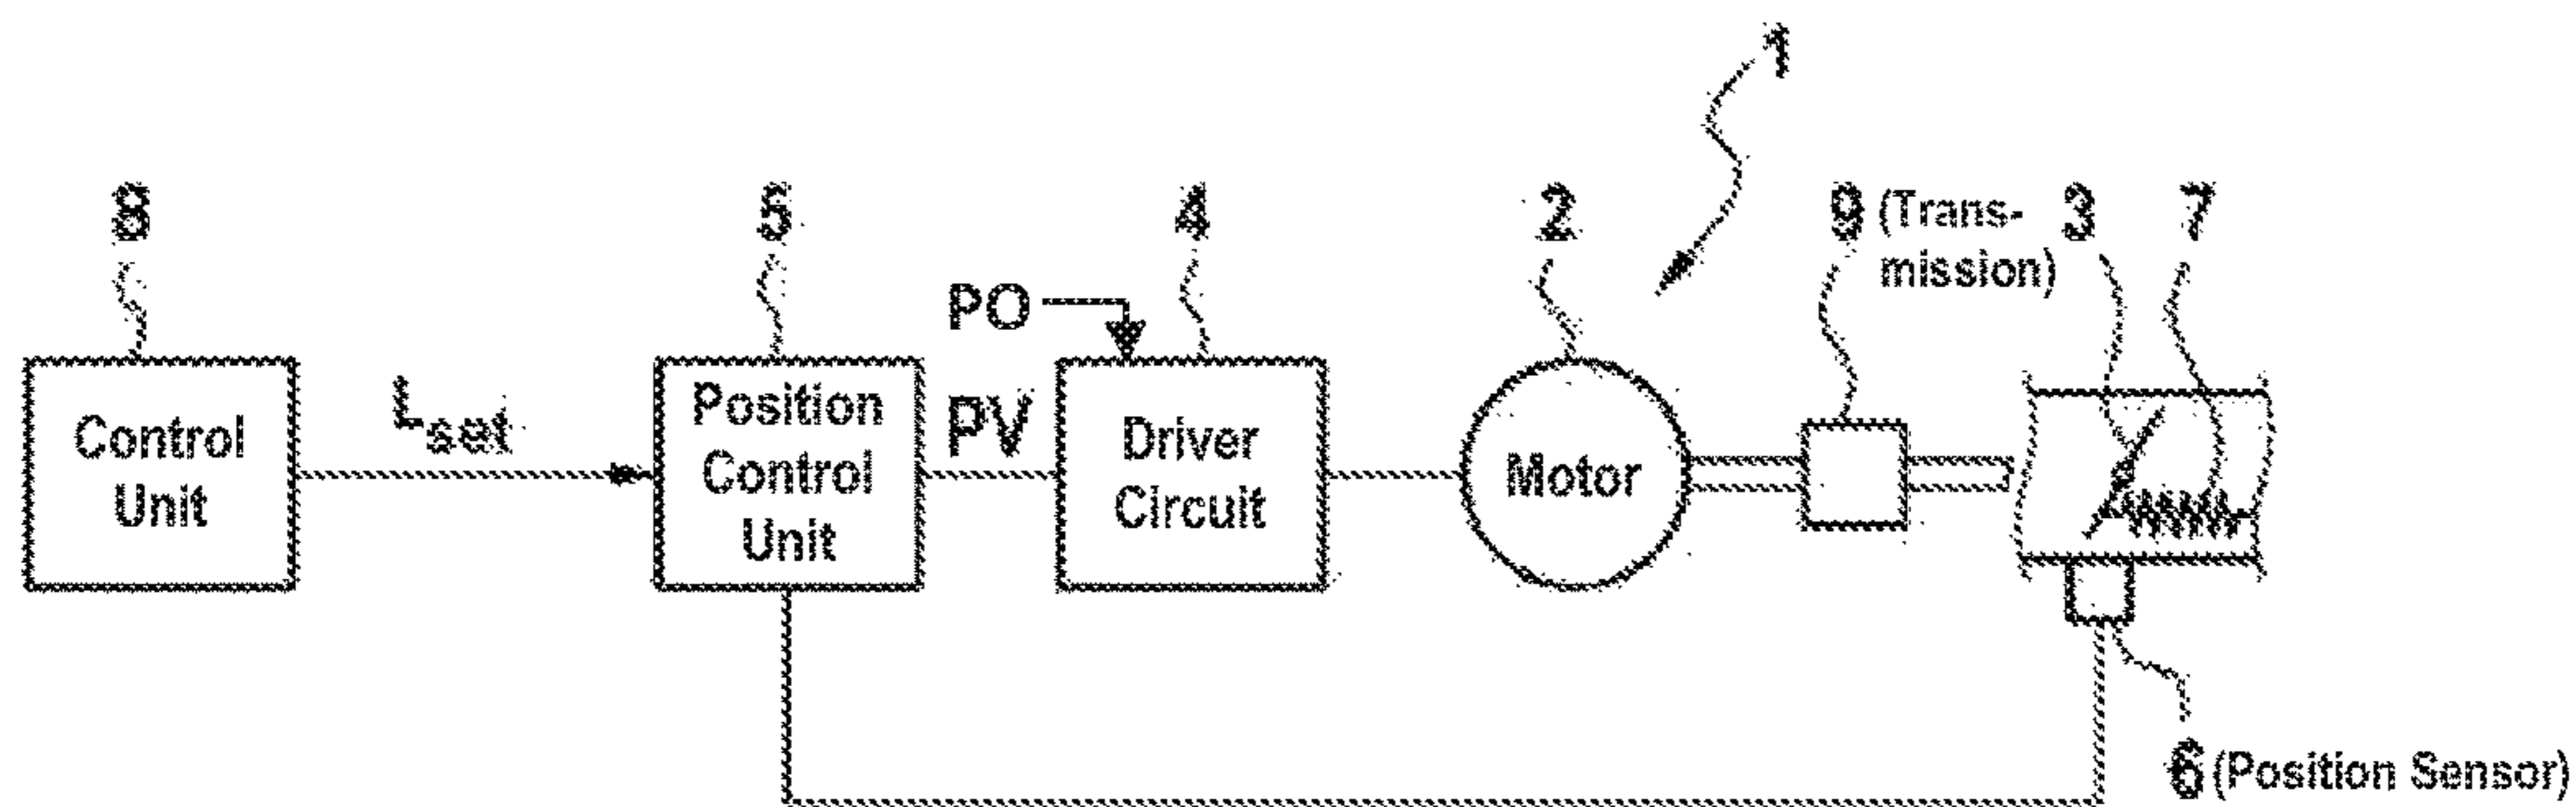 1
8
5
4
2
9 (Trans-
mission)
3
7
PO
Control
Unit
Lset
Position
Control
Unit
PV
Driver
Circuit
Motor
6 (Position Sensor)